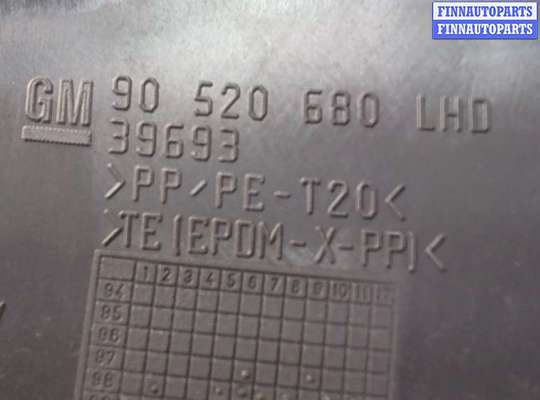 FINNAUTOPARTS
FINNAUTOPARTS
GM 90 520 680 LHD
39693
>PP/PE-T20<
>TE(EPDM-X-PP)<
1 2 3 4 5 6 7 8 9 10 11 12
94
95
96
97
98